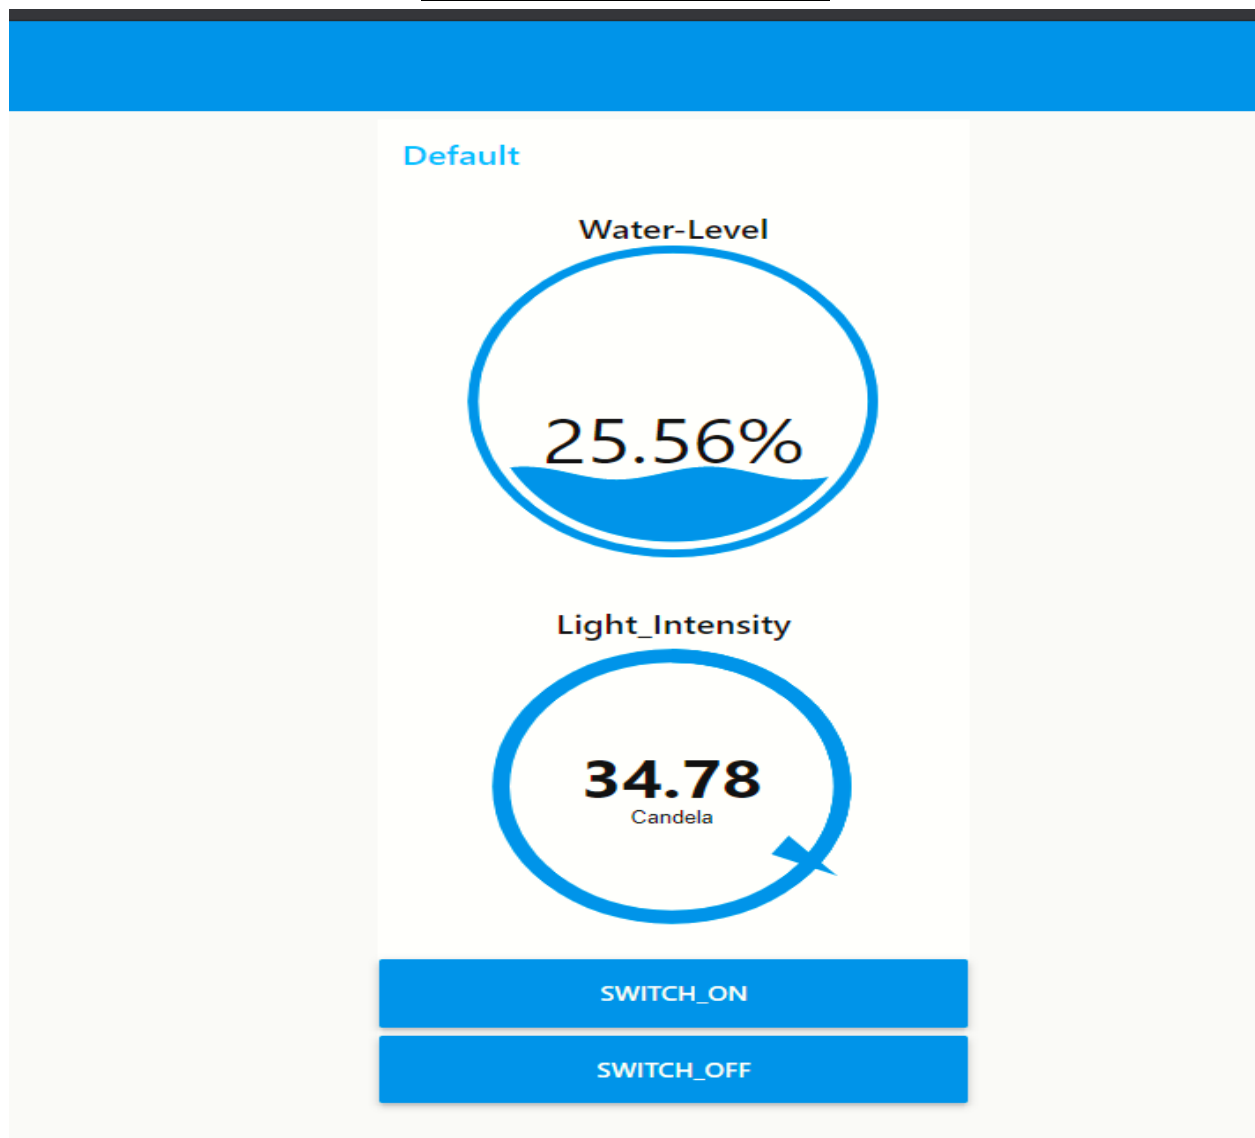 Default
Water-Level
25.56%
Light_Intensity
34.78
Candela
SWITCH_ON
SWITCH_OFF